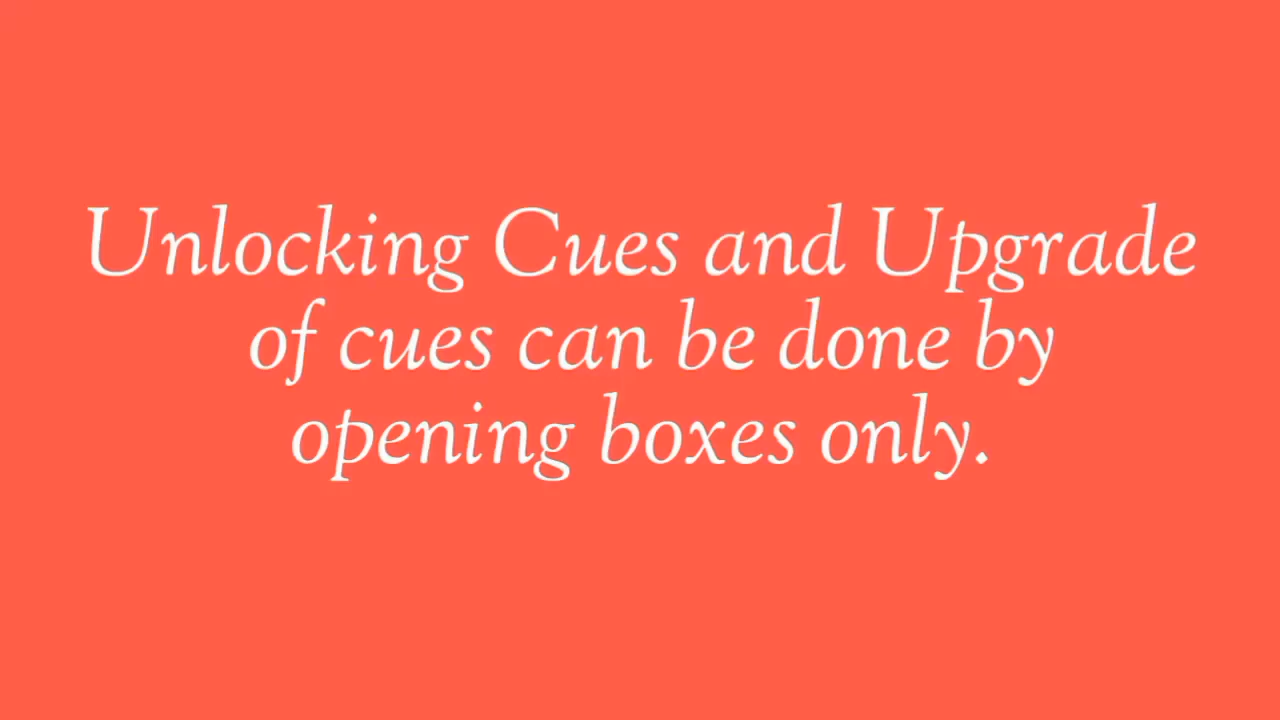 Unlocking Cues and Upgrade
of cues can be done by
opening boxes only.